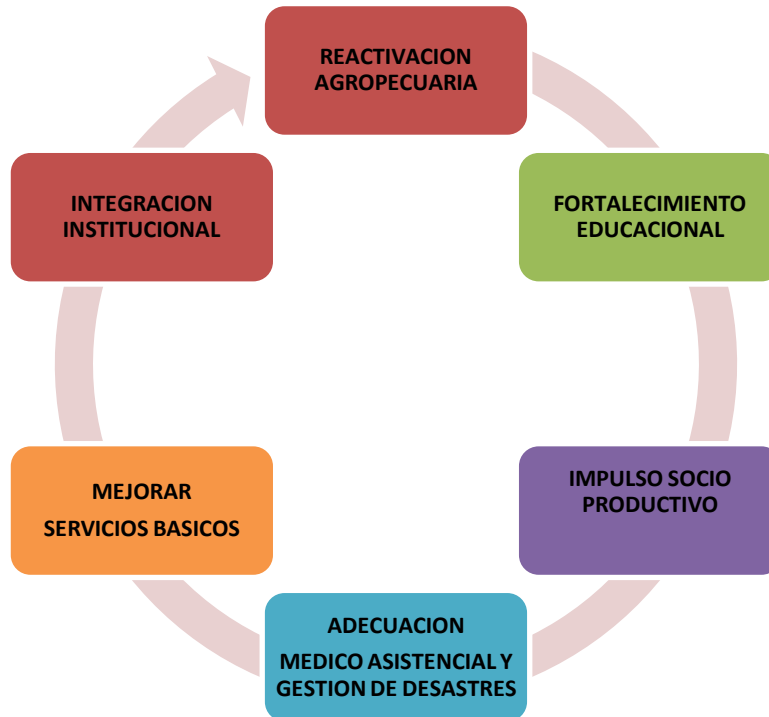 REACTIVACION
AGROPECUARIA
FORTALECIMIENTO
EDUCACIONAL
IMPULSO SOCIO
PRODUCTIVO
ADECUACION
MEDICO ASISTENCIAL Y
GESTION DE DESASTRES
MEJORAR
SERVICIOS BASICOS
INTEGRACION
INSTITUCIONAL